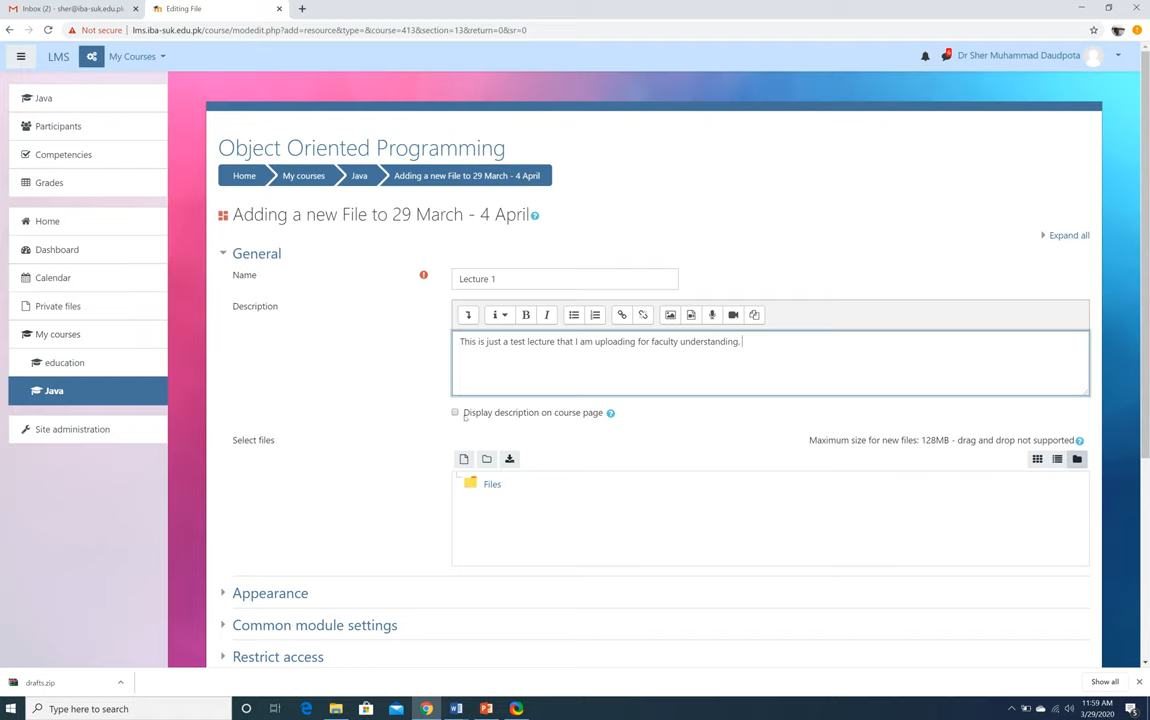 Inbox (2) - sher@iba-suk.edu.pk
Editing File
Not secure | lms.iba-suk.edu.pk/course/modedit.php?add=resource&type=&course=413&section=13&return=0&sr=0
LMS
My Courses
6
Dr Sher Muhammad Daudpota
Java
Participants
Competencies
Grades
Home
Dashboard
Calendar
Private files
My courses
education
Java
Site administration
Object Oriented Programming
Home
My courses
Java
Adding a new File to 29 March - 4 April
Adding a new File to 29 March - 4 April
Expand all
General
Name
Lecture 1
Description
This is just a test lecture that I am uploading for faculty understanding.
Display description on course page
Select files
Maximum size for new files: 128MB - drag and drop not supported
Files
Appearance
Common module settings
Restrict access
drafts.zip
Show all
Type here to search
11:59 AM
3/29/2020
5